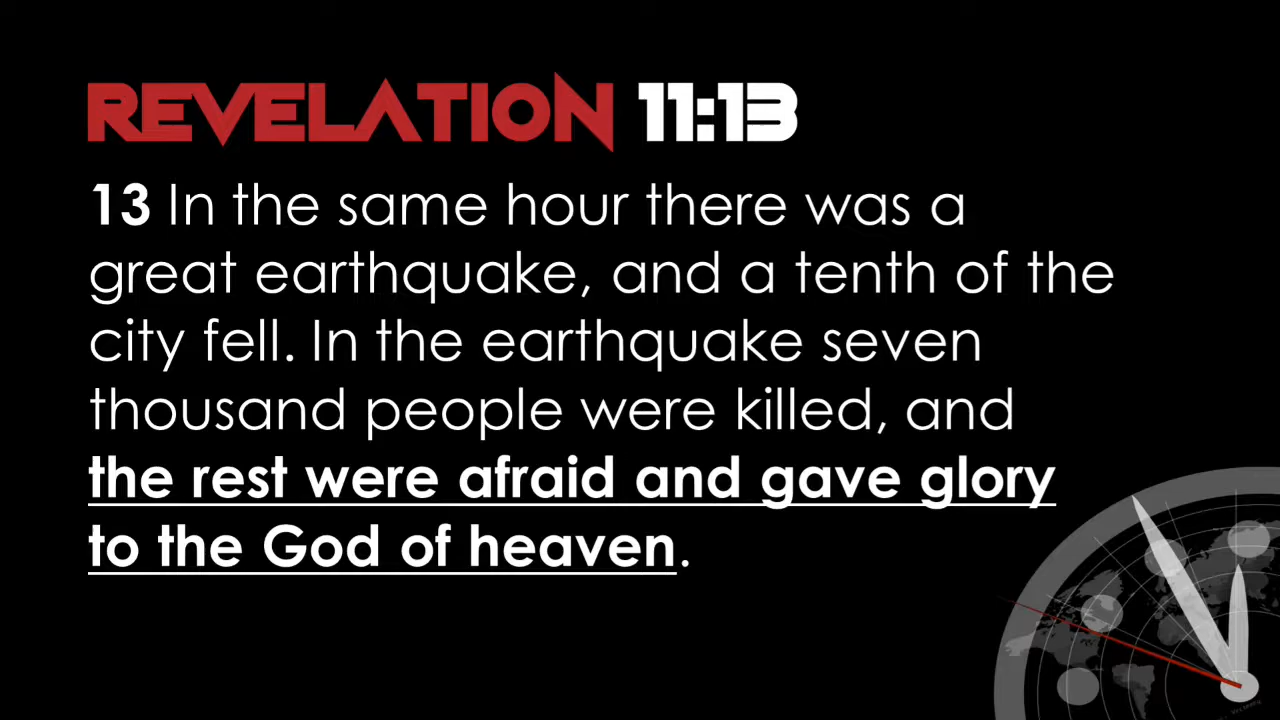 REVELATION 11:13
13 In the same hour there was a
great earthquake, and a tenth of the
city fell. In the earthquake seven
thousand people were killed, and
the rest were afraid and gave glory
to the God of heaven.